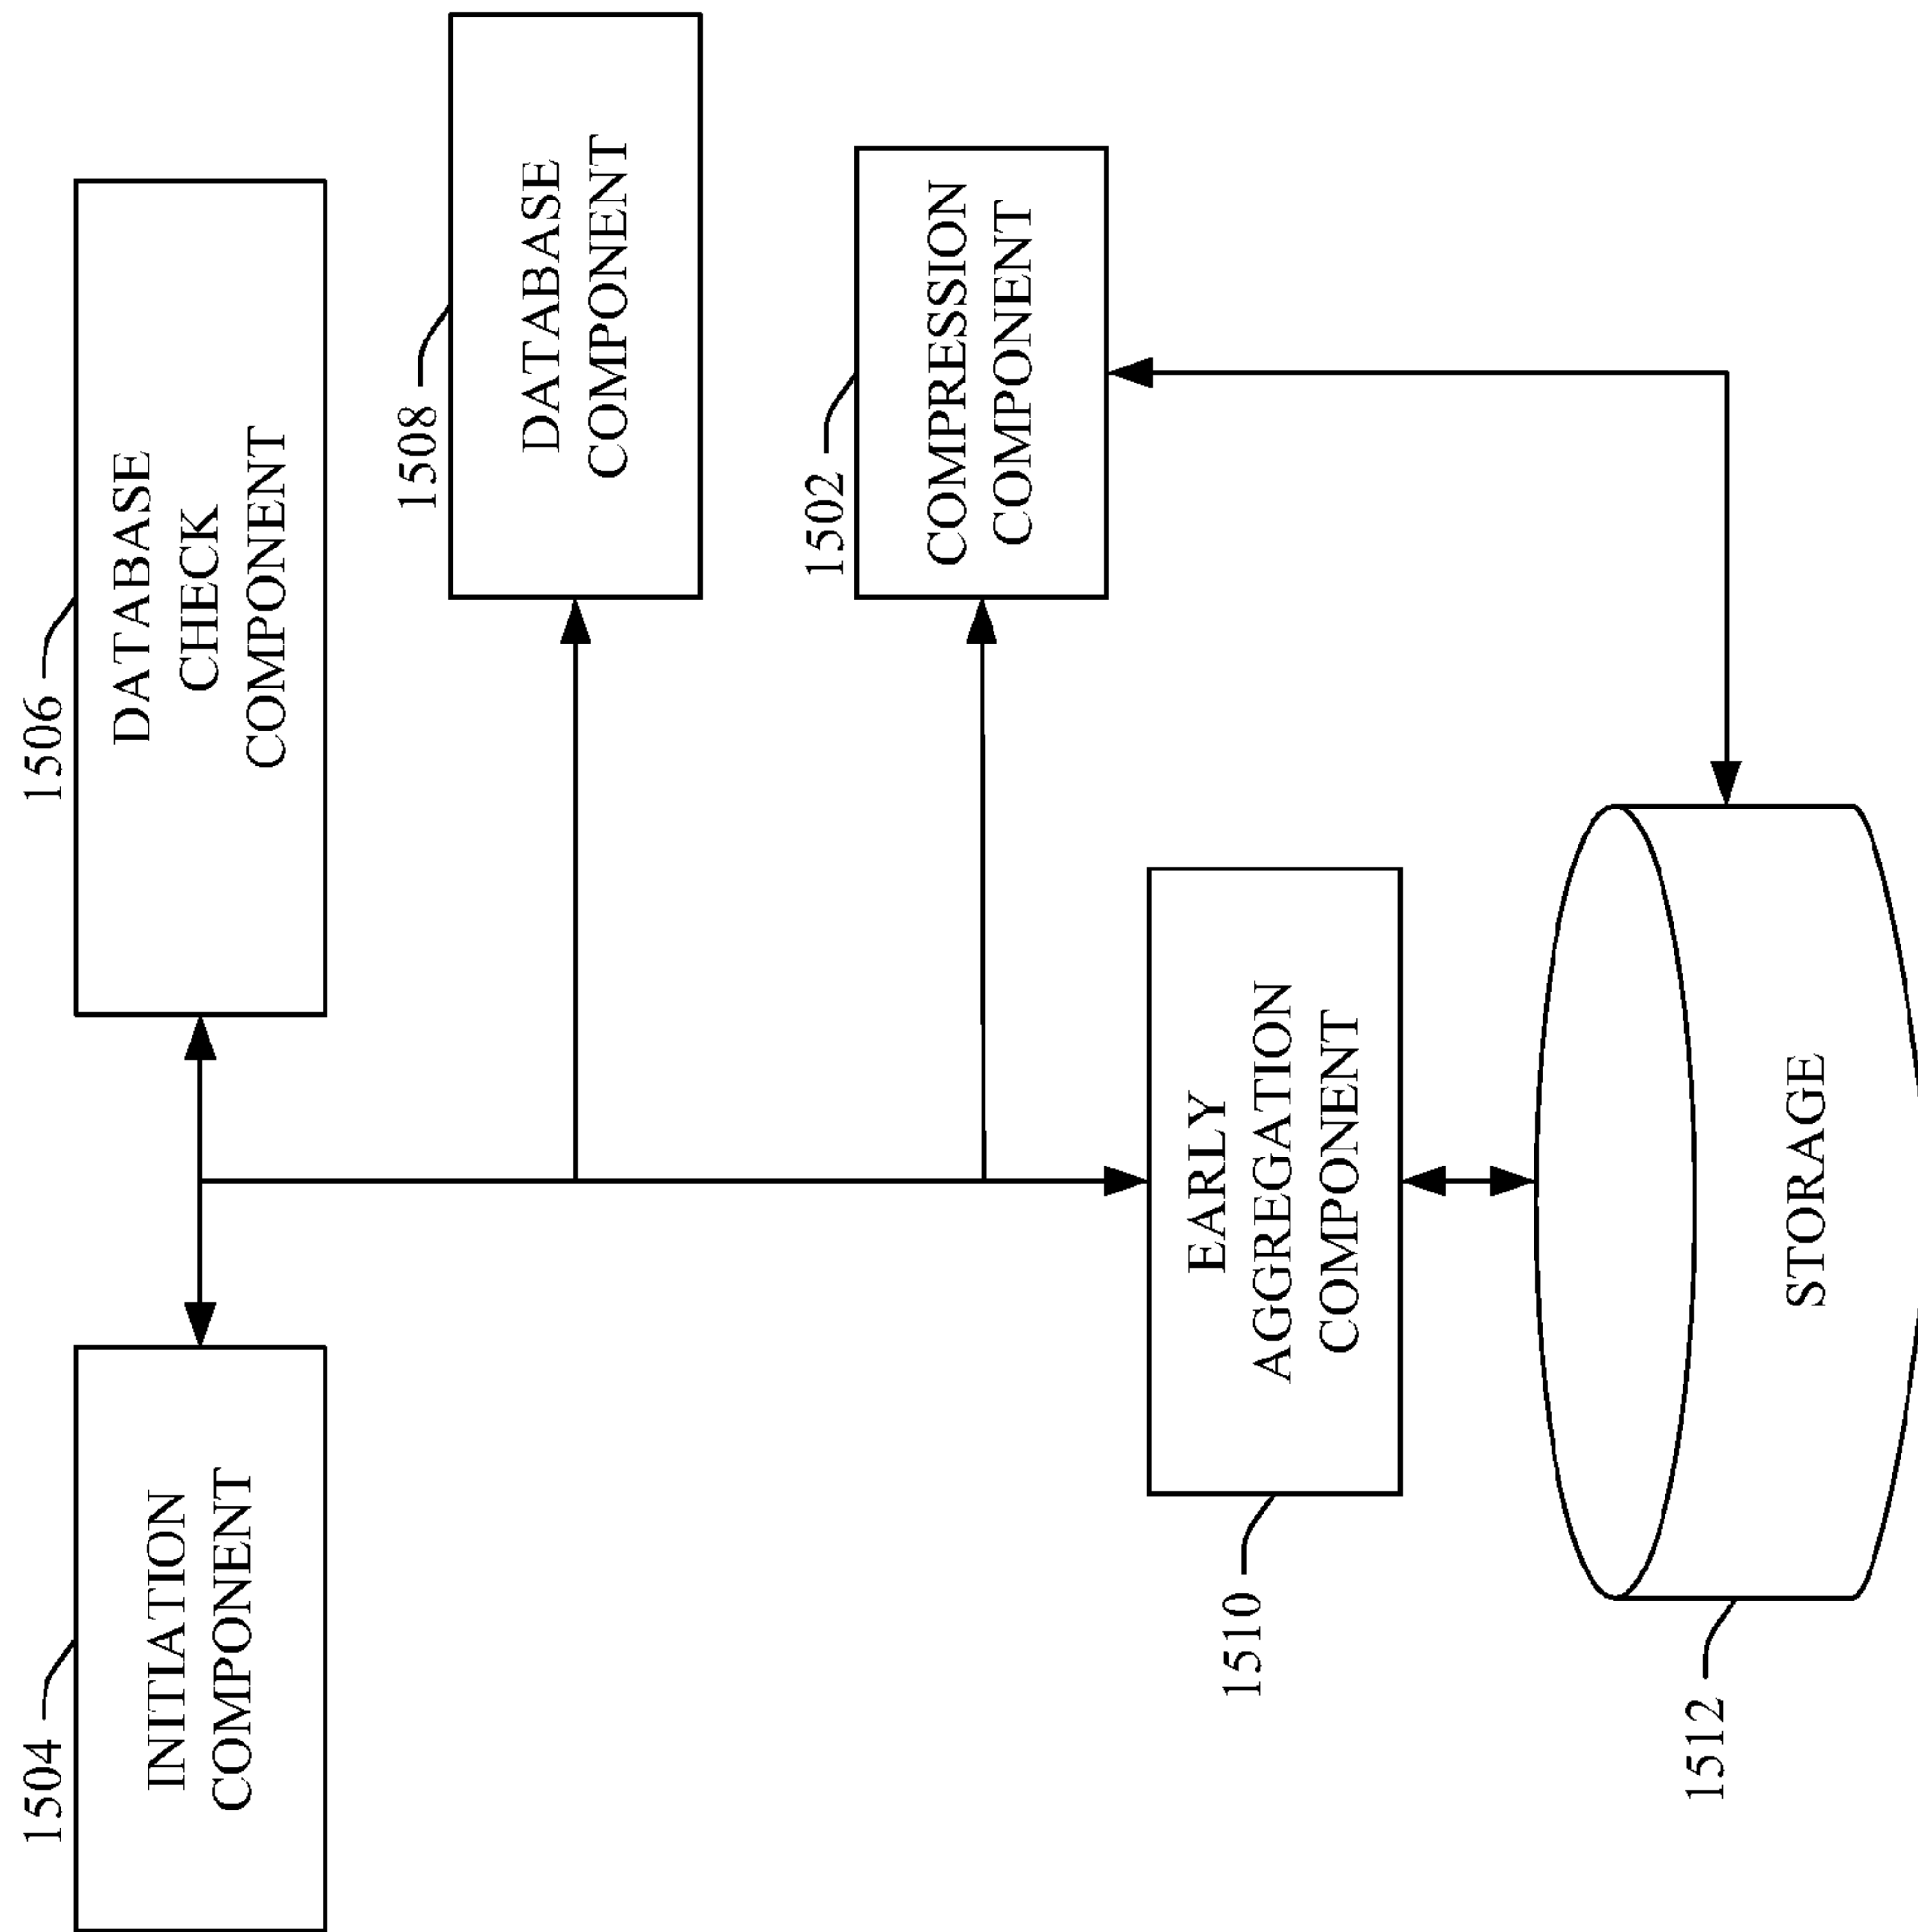 1504
INITIATION
COMPONENT
1506
DATABASE
CHECK
COMPONENT
1508
DATABASE
COMPONENT
1502
COMPRESSION
COMPONENT
1510
EARLY
AGGREGATION
COMPONENT
1512
STORAGE